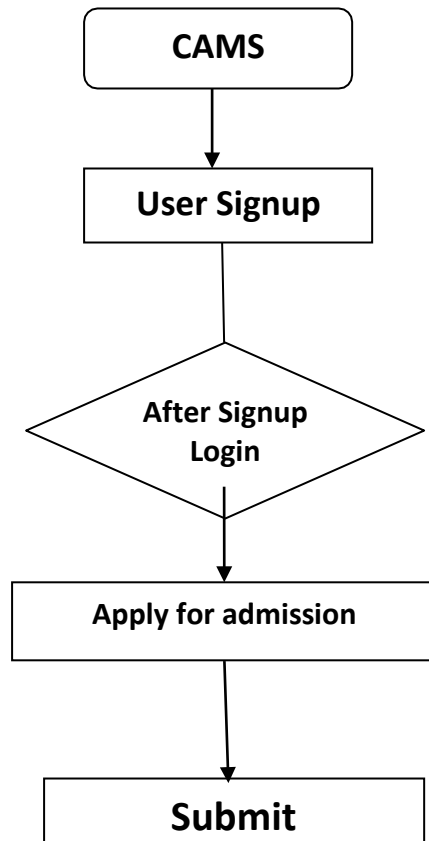 CAMS
User Signup
After Signup
Login
Apply for admission
Submit